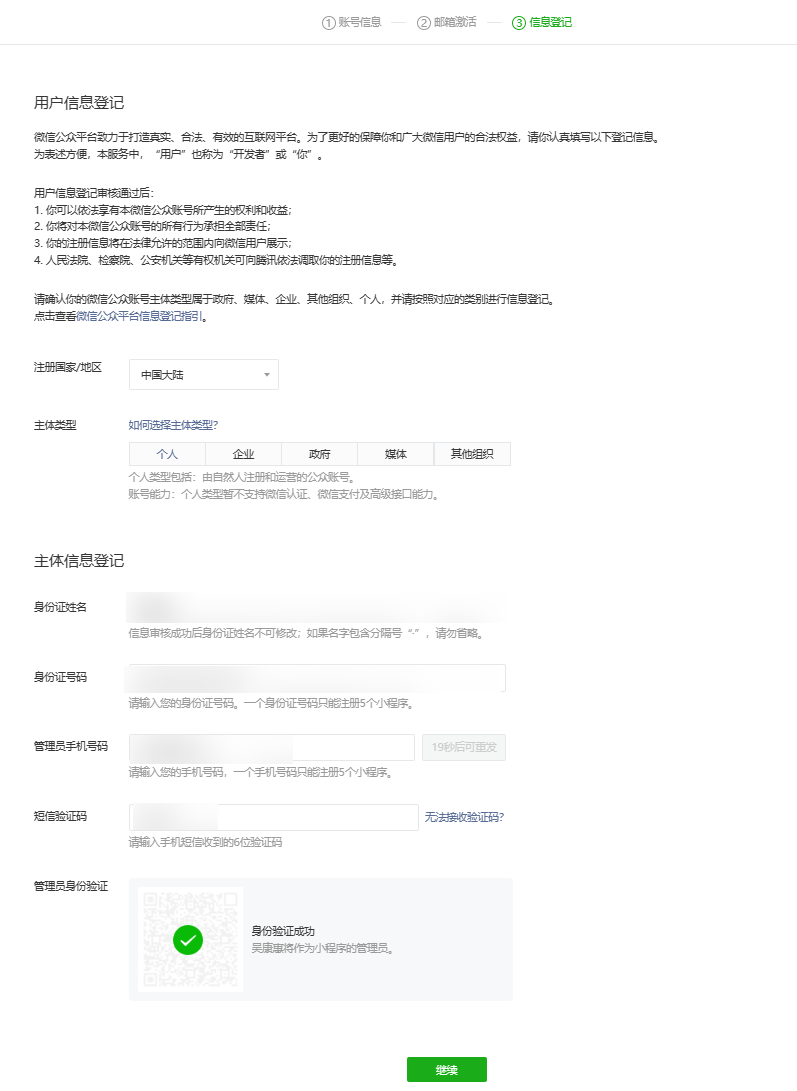 ① 账号信息 — ② 邮箱激活 — ③ 信息登记
用户信息登记
微信公众平台致力于打造真实、合法、有效的互联网平台。为了更好的保障你和广大微信用户的合法权益，请你认真填写以下登记信息。
为表述方便，本服务中，“用户”也称为“开发者”或“你”。
用户信息登记审核通过后：
1. 你可以依法享有本微信公众账号所产生的权利和收益；
2. 你将对本微信公众账号的所有行为承担全部责任；
3. 你的注册信息将在法律允许的范围内向微信用户展示；
4. 人民法院、检察院、公安机关等有权机关可向腾讯依法调取你的注册信息等。
请确认你的微信公众账号主体类型属于政府、媒体、企业、其他组织、个人，并请按照对应的类别进行信息登记。
点击查看微信公众平台信息登记指引。
注册国家/地区 中国大陆
主体类型 如何选择主体类型?
个人 企业 政府 媒体 其他组织
个人类型包括：由自然人注册和运营的公众账号。
账号能力：个人类型暂不支持微信认证、微信支付及高级接口能力。
主体信息登记
身份证姓名
信息审核成功后身份证姓名不可修改；如果名字包含分隔号“·”，请勿省略。
身份证号码
请输入您的身份证号码。一个身份证号码只能注册5个小程序。
管理员手机号码 19秒后可重发
请输入您的手机号码，一个手机号码只能注册5个小程序。
短信验证码 无法接收验证码?
请输入手机短信收到的6位验证码
管理员身份验证
身份验证成功
吴康惠将作为小程序的管理员。
继续